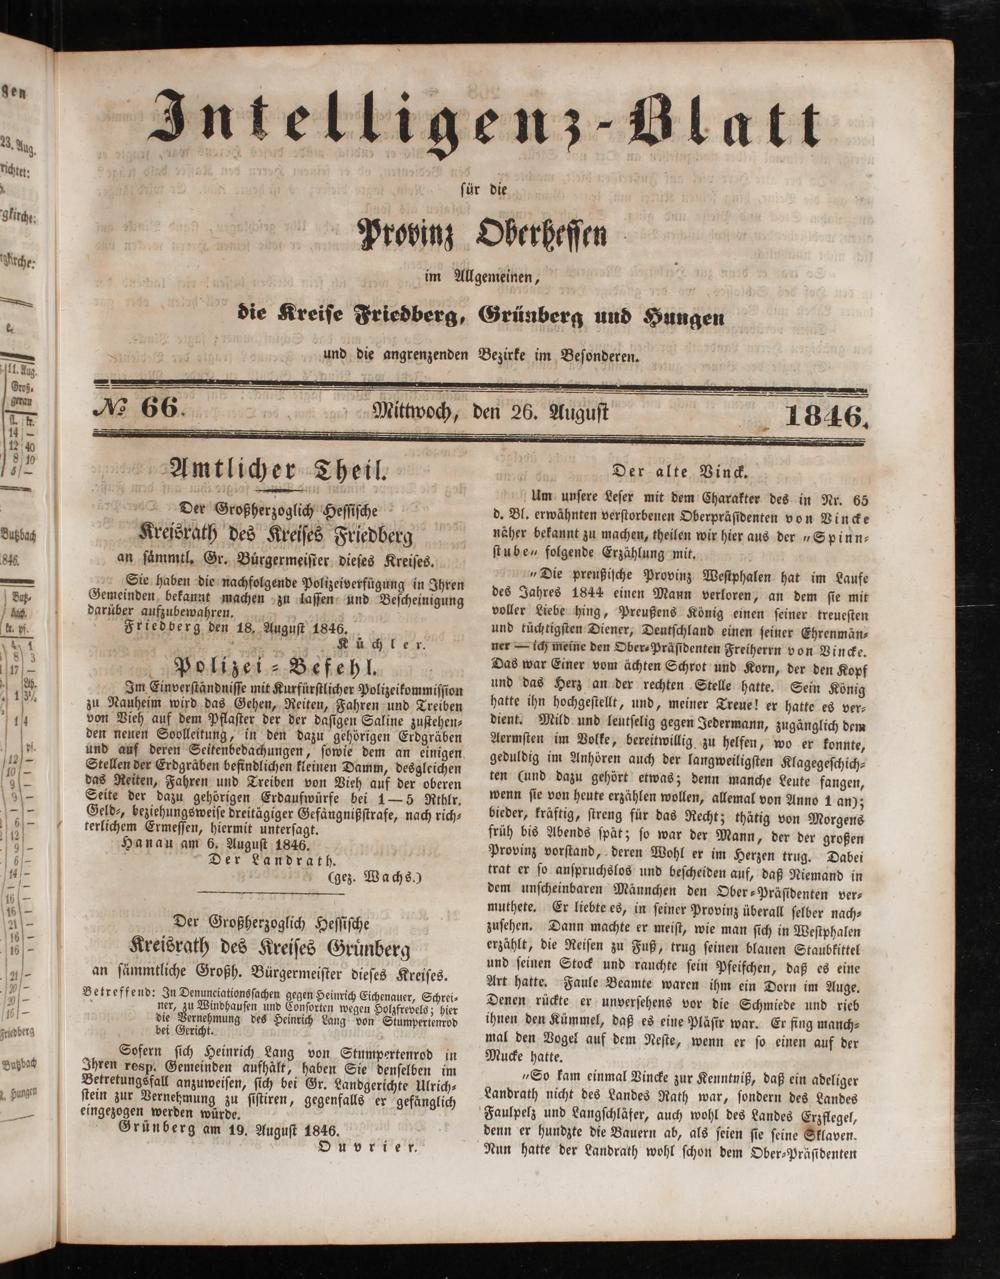 Intelligenz-Blatt
für die
Provinz Oberhessen
im Allgemeinen,
die Kreise Friedberg, Grünberg und Hungen
und die angrenzenden Bezirke im Besonderen.
№ 66. Mittwoch, den 26. August 1846.
Amtlicher Theil.
Der Großherzoglich Hessische
Kreisrath des Kreises Friedberg
an sämmtl. Gr. Bürgermeister dieses Kreises.
Sie haben die nachfolgende Polizeiverfügung in Ihren
Gemeinden bekannt machen zu lassen und Bescheinigung
darüber aufzubewahren.
Friedberg den 18. August 1846.
Küchler.
Polizei-Befehl.
Im Einverständnisse mit Kurfürstlicher Polizeikommission
zu Nauheim wird das Gehen, Reiten, Fahren und Treiben
von Vieh auf dem Pflaster der der dasigen Saline zustehen-
den neuen Soolleitung, in den dazu gehörigen Erdgräben
und auf deren Seitenbedachungen, sowie dem an einigen
Stellen der Erdgräben befindlichen kleinen Damm, desgleichen
das Reiten, Fahren und Treiben von Vieh auf der oberen
Seite der dazu gehörigen Erdaufwürfe bei 1—5 Rthlr.
Geld-, beziehungsweise dreitägiger Gefängnißstrafe, nach rich-
terlichem Ermessen, hiermit untersagt.
Hanau am 6. August 1846.
Der Landrath.
(gez. Wachs.)
Der Großherzoglich Hessische
Kreisrath des Kreises Grünberg
an sämmtliche Großh. Bürgermeister dieses Kreises.
Betreffend: In Denunciationssachen gegen Heinrich Eichenauer, Schrei-
ner, zu Windhausen und Consorten wegen Holzfrevels; hier
die Vernehmung des Heinrich Lang von Stumpertenrod
bei Gericht.
Sofern sich Heinrich Lang von Stumpertenrod in
Ihren resp. Gemeinden aufhält, haben Sie denselben im
Betretungsfall anzuweisen, sich bei Gr. Landgerichte Ulrich-
stein zur Vernehmung zu sistiren, gegenfalls er gefänglich
eingezogen werden würde.
Grünberg am 19. August 1846.
Ouvrier.
Der alte Vinck.
Um unsere Leser mit dem Charakter des in Nr. 65
d. Bl. erwähnten verstorbenen Oberpräsidenten von Vincke
näher bekannt zu machen, theilen wir hier aus der „Spinn-
stube“ folgende Erzählung mit.
„Die preußische Provinz Westphalen hat im Laufe
des Jahres 1844 einen Mann verloren, an dem sie mit
voller Liebe hing, Preußens König einen seiner treuesten
und tüchtigsten Diener, Deutschland einen seiner Ehrenmän-
ner — ich meine den Ober-Präsidenten Freiherrn von Vincke.
Das war Einer vom ächten Schrot und Korn, der den Kopf
und das Herz an der rechten Stelle hatte. Sein König
hatte ihn hochgestellt, und, meiner Treue! er hatte es ver-
dient. Mild und leutselig gegen Jedermann, zugänglich dem
Aermsten im Volke, bereitwillig zu helfen, wo er konnte,
geduldig im Anhören auch der langweiligsten Klagegeschich-
ten (und dazu gehört etwas; denn manche Leute fangen,
wenn sie von heute erzählen wollen, allemal von Anno 1 an);
bieder, kräftig, streng für das Recht; thätig von Morgens
früh bis Abends spät; so war der Mann, der der großen
Provinz vorstand, deren Wohl er im Herzen trug. Dabei
trat er so anspruchslos und bescheiden auf, daß Niemand in
dem unscheinbaren Männchen den Ober-Präsidenten ver-
muthete. Er liebte es, in seiner Provinz überall selber nach-
zusehen. Dann machte er meist, wie man sich in Westphalen
erzählt, die Reisen zu Fuß, trug seinen blauen Staubkittel
und seinen Stock und rauchte sein Pfeifchen, daß es eine
Art hatte. Faule Beamte waren ihm ein Dorn im Auge.
Denen rückte er unversehens vor die Schmiede und rieb
ihnen den Kümmel, daß es eine Pläsir war. Er fing manch-
mal den Vogel auf dem Neste, wenn er so einen auf der
Mucke hatte.
„So kam einmal Vincke zur Kenntniß, daß ein adeliger
Landrath nicht des Landes Rath war, sondern des Landes
Faulpelz und Langschläfer, auch wohl des Landes Erzflegel,
denn er hundzte die Bauern ab, als seien sie seine Sklaven.
Nun hatte der Landrath wohl schon dem Ober-Präsidenten